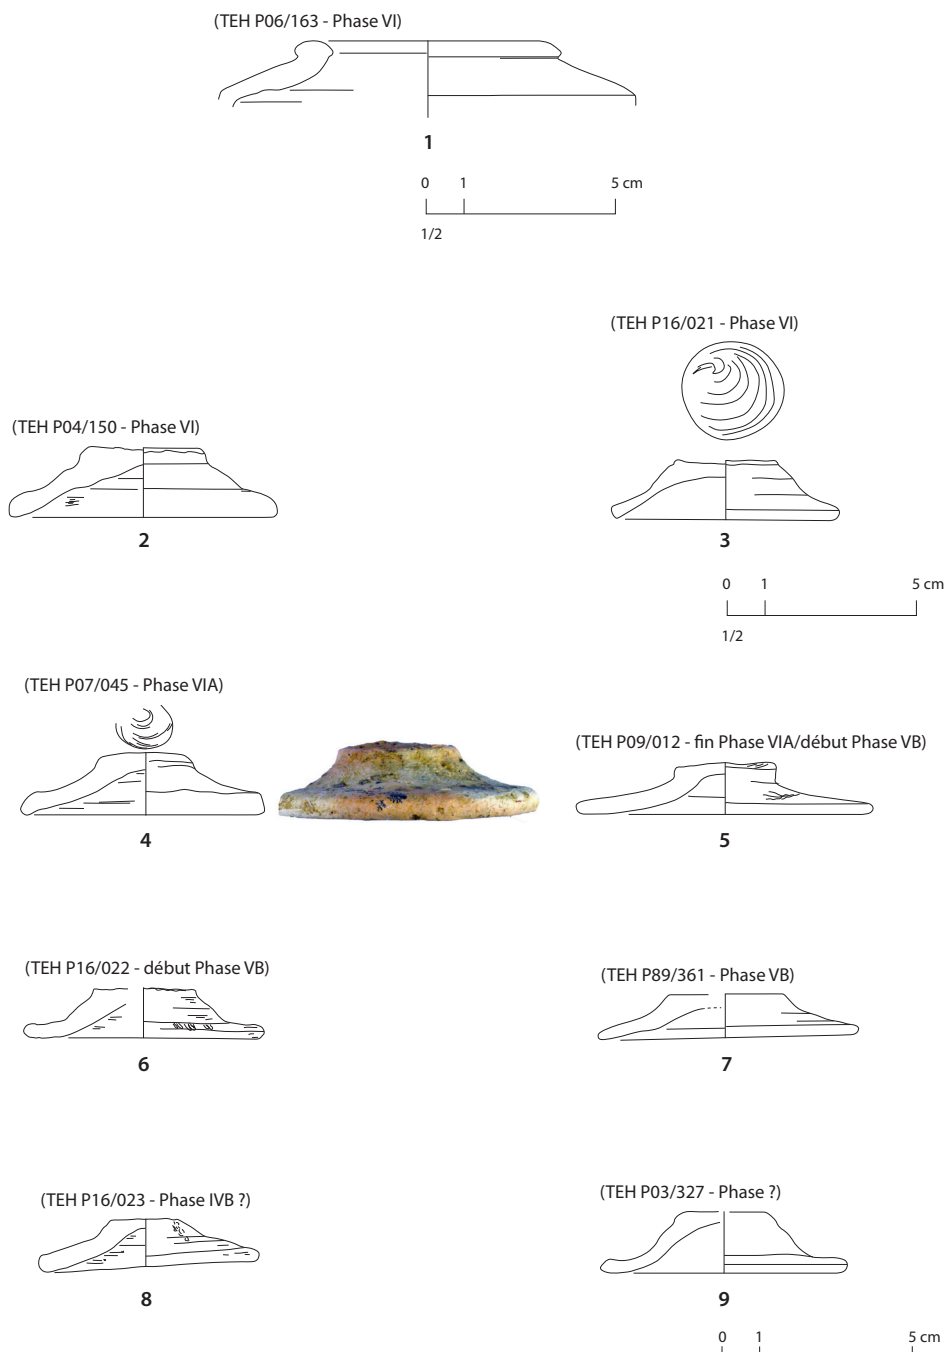 (TEH P06/163 - Phase VI)
1
0 1 5 cm
1/2
(TEH P16/021 - Phase VI)
(TEH P04/150 - Phase VI)
2
3
0 1 5 cm
1/2
(TEH P07/045 - Phase VIA)
(TEH P09/012 - fin Phase VIA/début Phase VB)
4
5
(TEH P16/022 - début Phase VB)
(TEH P89/361 - Phase VB)
6
7
(TEH P16/023 - Phase IVB ?)
(TEH P03/327 - Phase ?)
8
9
0 1 5 cm